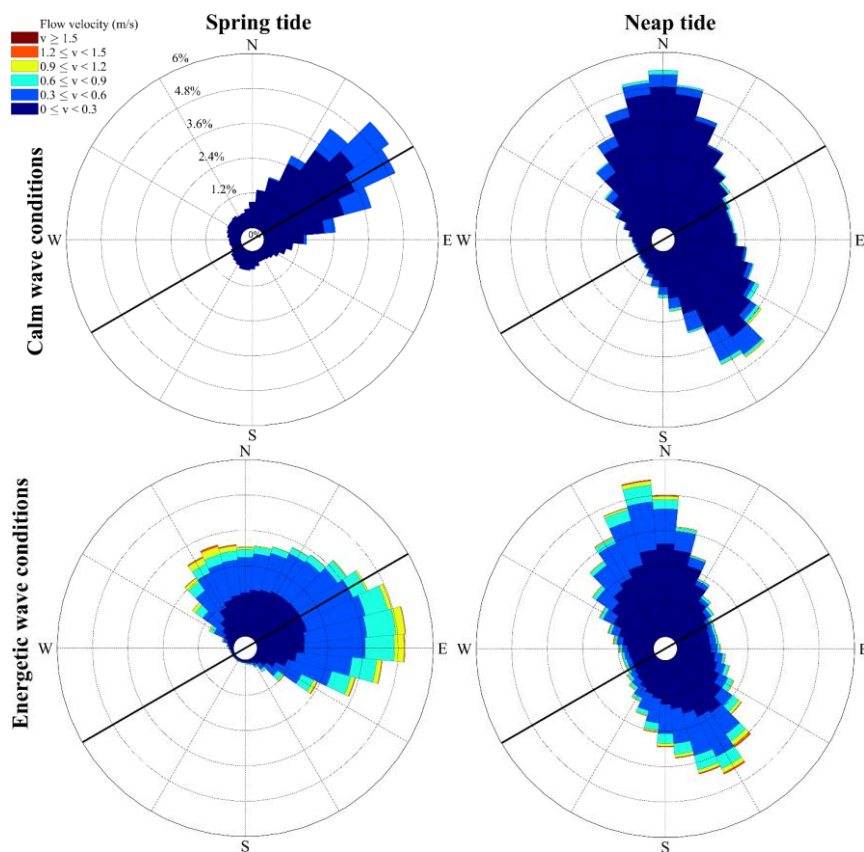 Flow velocity (m/s)
v ≥ 1.5
1.2 ≤ v < 1.5
0.9 ≤ v < 1.2
0.6 ≤ v < 0.9
0.3 ≤ v < 0.6
0 ≤ v < 0.3
Spring tide
Neap tide
Calm wave conditions
N
6%
4.8%
3.6%
2.4%
1.2%
0%
W
E
S
N
W
E
S
Energetic wave conditions
N
W
E
S
N
W
E
S